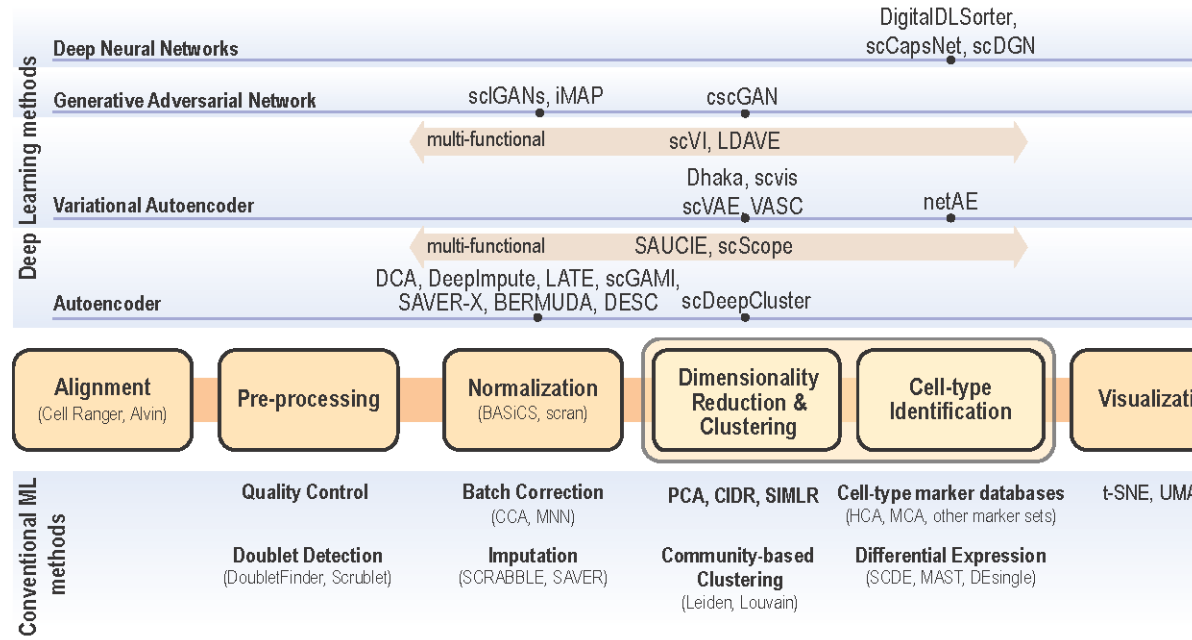 Deep Learning methods
DigitalDLSorter,
scCapsNet, scDGN
Deep Neural Networks
Generative Adversarial Network
scIGANs, iMAP
cscGAN
multi-functional
scVI, LDAVE
Dhaka, scvis
scVAE, VASC
netAE
Variational Autoencoder
multi-functional
SAUCIE, scScope
DCA, DeepImpute, LATE, scGAMI,
SAVER-X, BERMUDA, DESC
scDeepCluster
Autoencoder
Alignment
(Cell Ranger, Alvin)
Pre-processing
Normalization
(BASiCS, scran)
Dimensionality
Reduction &
Clustering
Cell-type
Identification
Visualizati
Conventional ML
methods
Quality Control
Doublet Detection
(DoubletFinder, Scrublet)
Batch Correction
(CCA, MNN)
Imputation
(SCRABBLE, SAVER)
PCA, CIDR, SIMLR
Community-based
Clustering
(Leiden, Louvain)
Cell-type marker databases
(HCA, MCA, other marker sets)
Differential Expression
(SCDE, MAST, DEsingle)
t-SNE, UMA